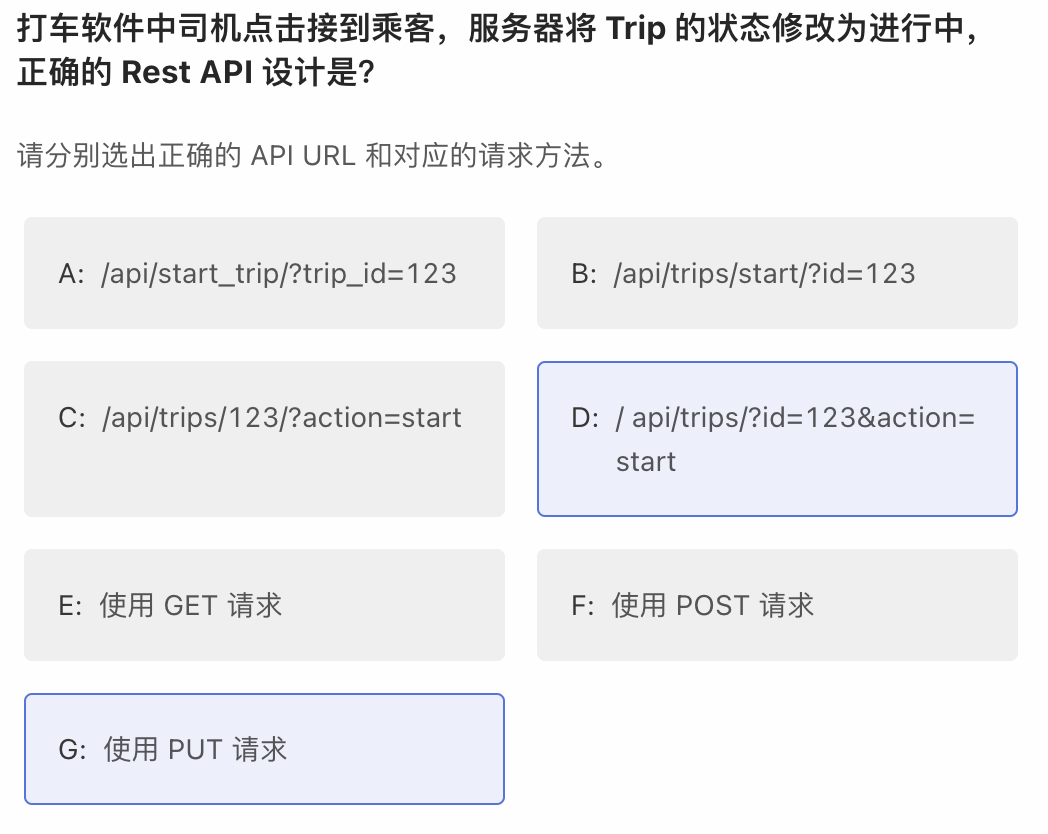 打车软件中司机点击接到乘客，服务器将 Trip 的状态修改为进行中，
正确的 Rest API 设计是？
请分别选出正确的 API URL 和对应的请求方法。
A: /api/start_trip/?trip_id=123
B: /api/trips/start/?id=123
C: /api/trips/123/?action=start
D: / api/trips/?id=123&action=
start
E: 使用 GET 请求
F: 使用 POST 请求
G: 使用 PUT 请求